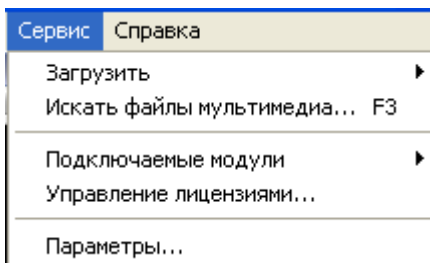 Сервис Справка
Загрузить
Искать файлы мультимедиа... F3
Подключаемые модули
Управление лицензиями...
Параметры...